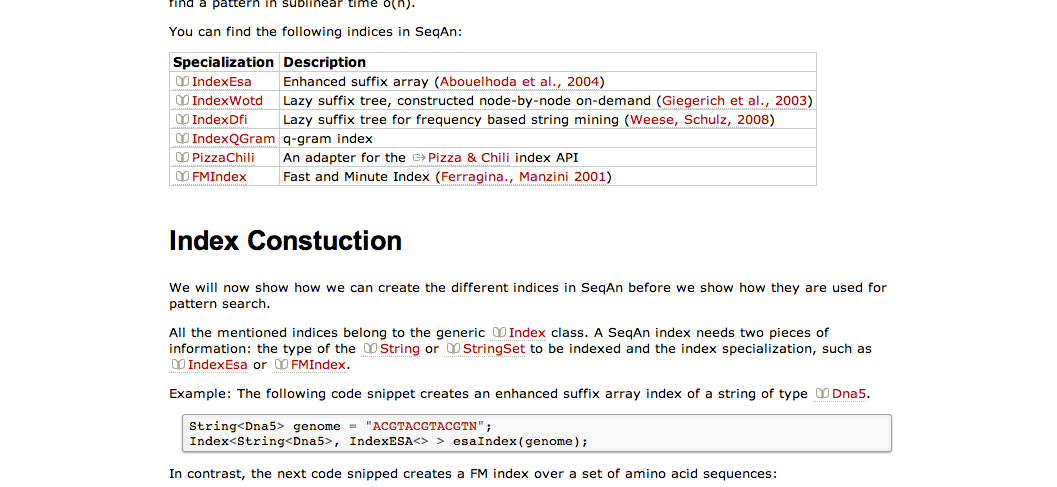 find a pattern in sublinear time o(n).
You can find the following indices in SeqAn:
Specialization Description
IndexEsa Enhanced suffix array (Abouelhoda et al., 2004)
IndexWotd Lazy suffix tree, constructed node-by-node on-demand (Giegerich et al., 2003)
IndexDfi Lazy suffix tree for frequency based string mining (Weese, Schulz, 2008)
IndexQGram q-gram index
PizzaChili An adapter for the Pizza & Chili index API
FMIndex Fast and Minute Index (Ferragina., Manzini 2001)
Index Constuction
We will now show how we can create the different indices in SeqAn before we show how they are used for
pattern search.
All the mentioned indices belong to the generic Index class. A SeqAn index needs two pieces of
information: the type of the String or StringSet to be indexed and the index specialization, such as
IndexEsa or FMIndex.
Example: The following code snippet creates an enhanced suffix array index of a string of type Dna5.
String<Dna5> genome = "ACGTACGTACGTN";
Index<String<Dna5>, IndexESA<> > esaIndex(genome);
In contrast, the next code snipped creates a FM index over a set of amino acid sequences: